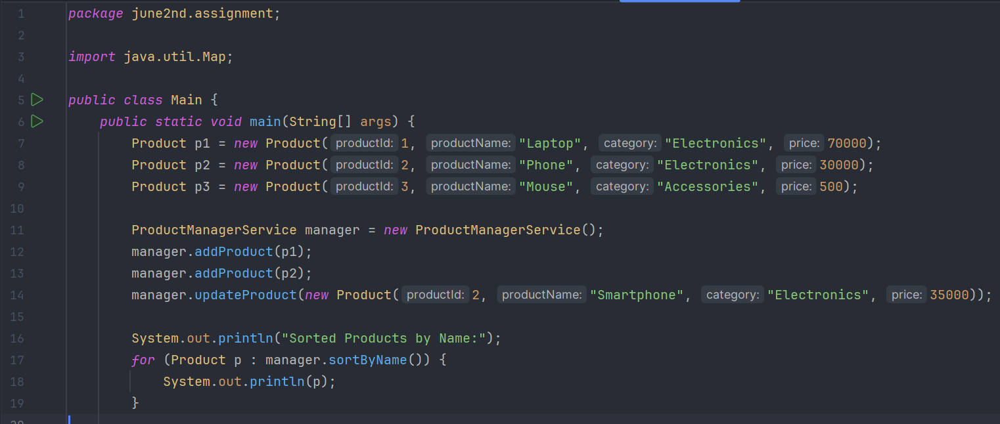 1 package june2nd.assignment;
2
3 import java.util.Map;
4
5 public class Main {
6 public static void main(String[] args) {
7 Product p1 = new Product( productId: 1, productName: "Laptop", category: "Electronics", price: 70000);
8 Product p2 = new Product( productId: 2, productName: "Phone", category: "Electronics", price: 30000);
9 Product p3 = new Product( productId: 3, productName: "Mouse", category: "Accessories", price: 500);
10
11 ProductManagerService manager = new ProductManagerService();
12 manager.addProduct(p1);
13 manager.addProduct(p2);
14 manager.updateProduct(new Product( productId: 2, productName: "Smartphone", category: "Electronics", price: 35000));
15
16 System.out.println("Sorted Products by Name:");
17 for (Product p : manager.sortByName()) {
18 System.out.println(p);
19 }
20